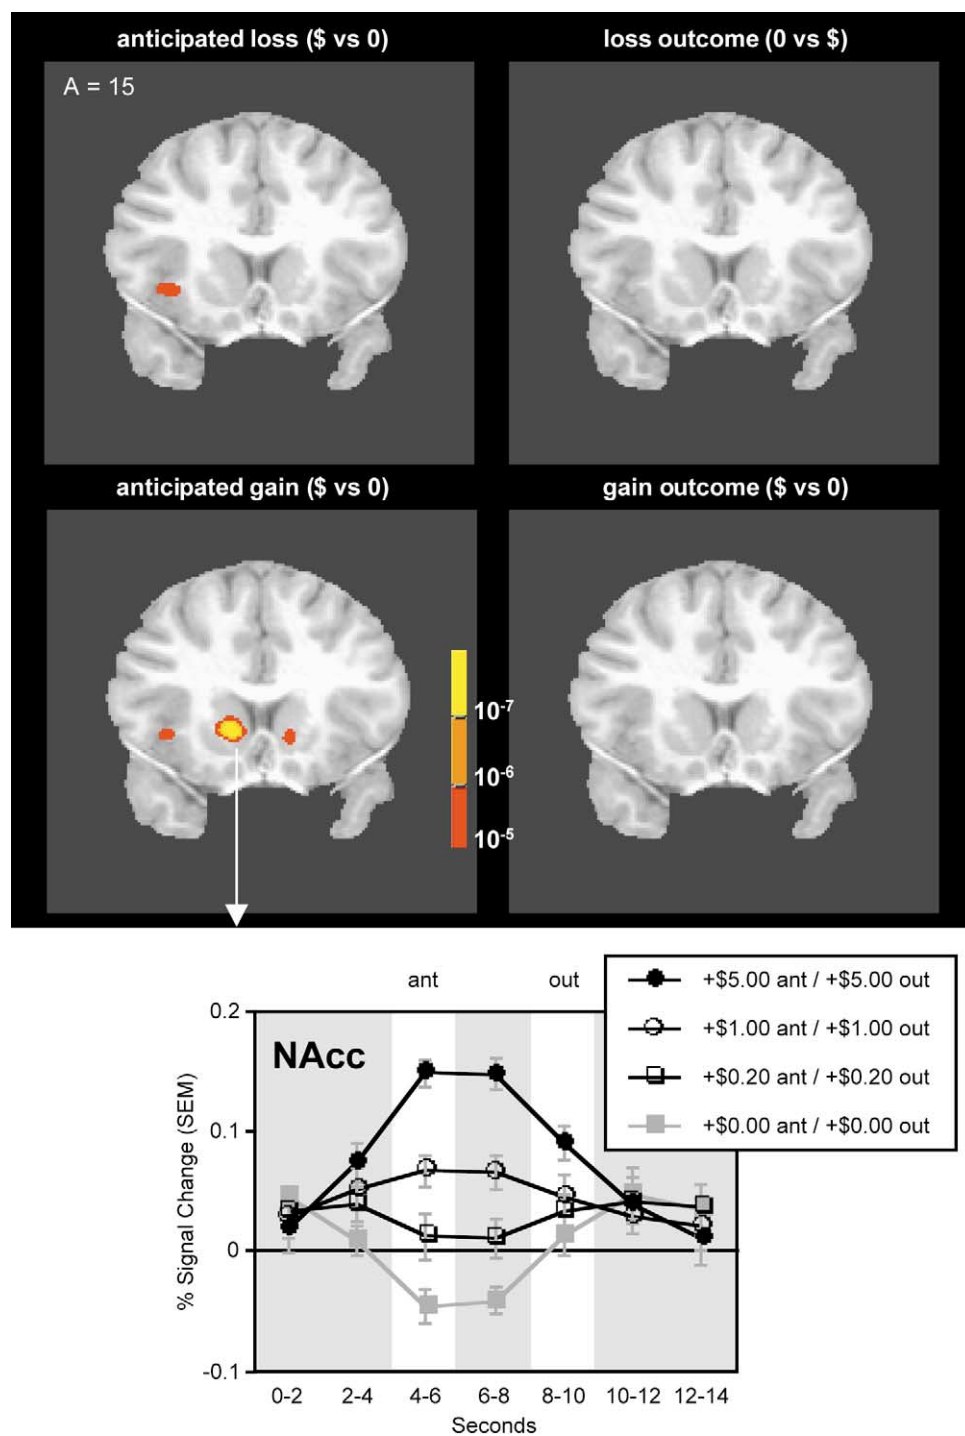 anticipated loss ($ vs 0)
loss outcome (0 vs $)
A = 15
anticipated gain ($ vs 0)
gain outcome ($ vs 0)
10-7
10-6
10-5
ant
out
+$5.00 ant / +$5.00 out
+$1.00 ant / +$1.00 out
+$0.20 ant / +$0.20 out
+$0.00 ant / +$0.00 out
NAcc
% Signal Change (SEM)
0.2
0.1
0
-0.1
0-2 2-4 4-6 6-8 8-10 10-12 12-14
Seconds